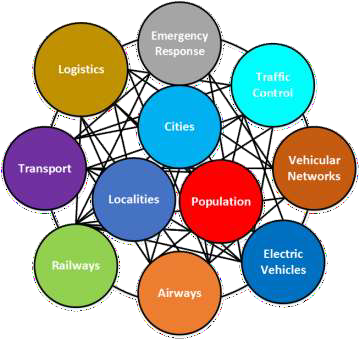 Emergency
Response
Logistics
Traffic
Control
Cities
Transport
Vehicular
Networks
Localities
Population
Railways
Electric
Vehicles
Airways